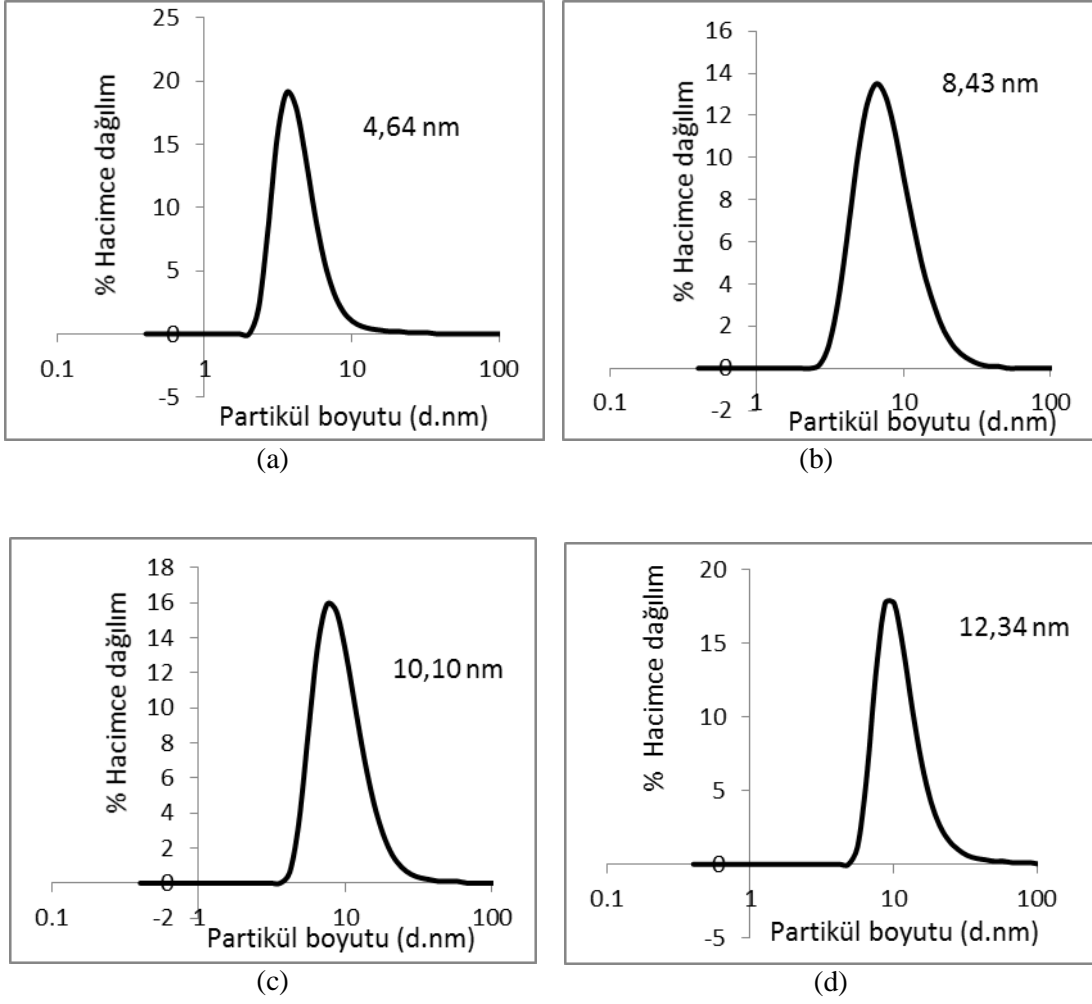 25
20
15
10
5
0
-5
% Hacimce dağılım
4,64 nm
0.1 1 10 100
Partikül boyutu (d.nm)
(a)
16
14
12
10
8
6
4
2
0
-2
% Hacimce dağılım
8,43 nm
0.1 1 10 100
Partikül boyutu (d.nm)
(b)
18
16
14
12
10
8
6
4
2
0
-2
% Hacimce dağılım
10,10 nm
0.1 1 10 100
Partikül boyutu (d.nm)
(c)
20
15
10
5
0
-5
% Hacimce dağılım
12,34 nm
0.1 1 10 100
Partikül boyutu (d.nm)
(d)